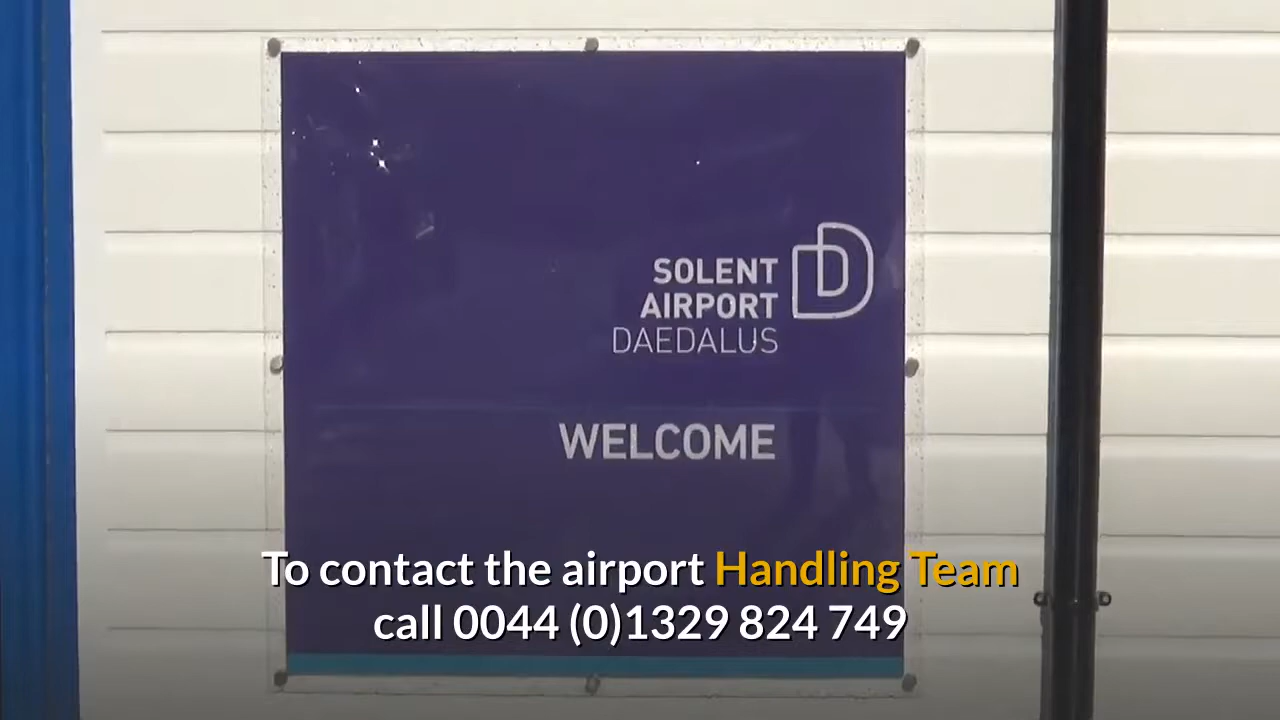 SOLENT
AIRPORT
DAEDALUS
WELCOME
To contact the airport Handling Team
call 0044 (0)1329 824 749